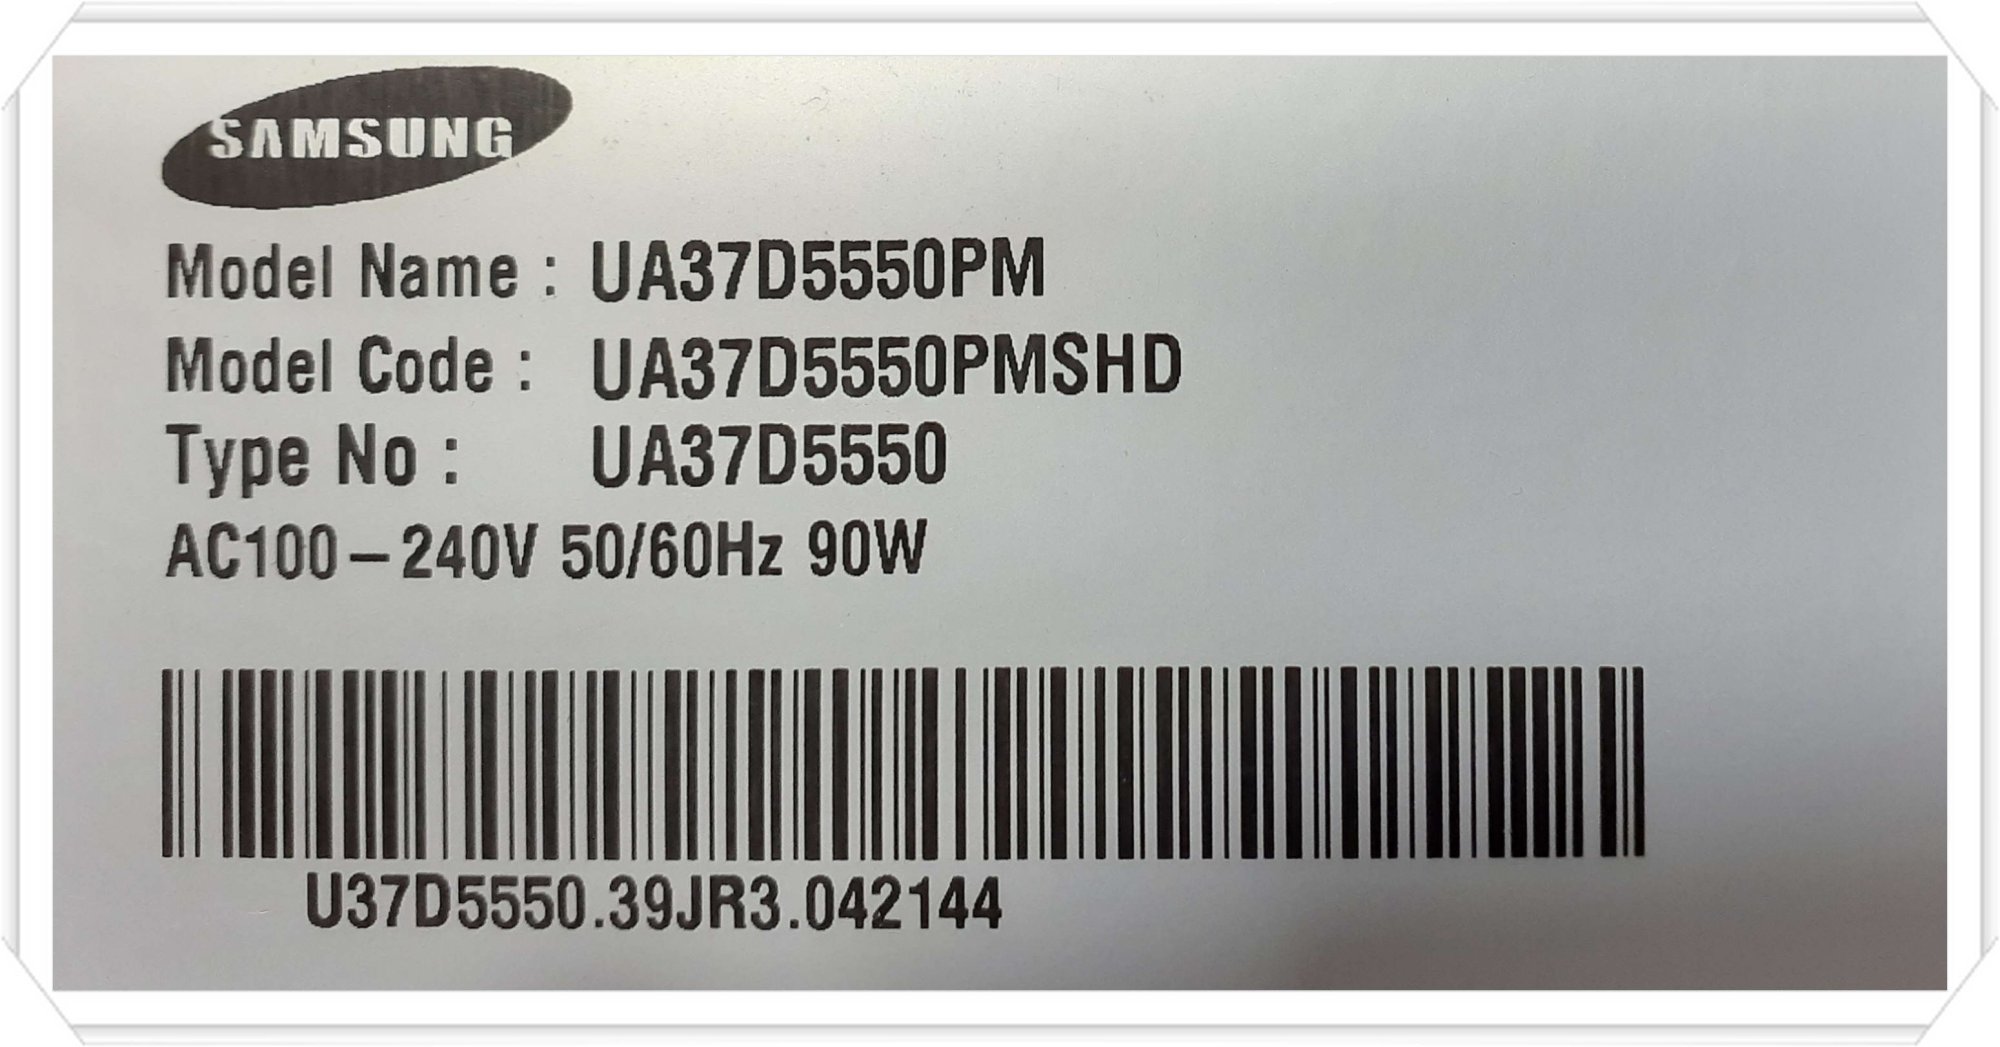 SAMSUNG
Model Name : UA37D5550PM
Model Code : UA37D5550PMSHD
Type No : UA37D5550
AC100-240V 50/60Hz 90W
U37D5550.39JR3.042144